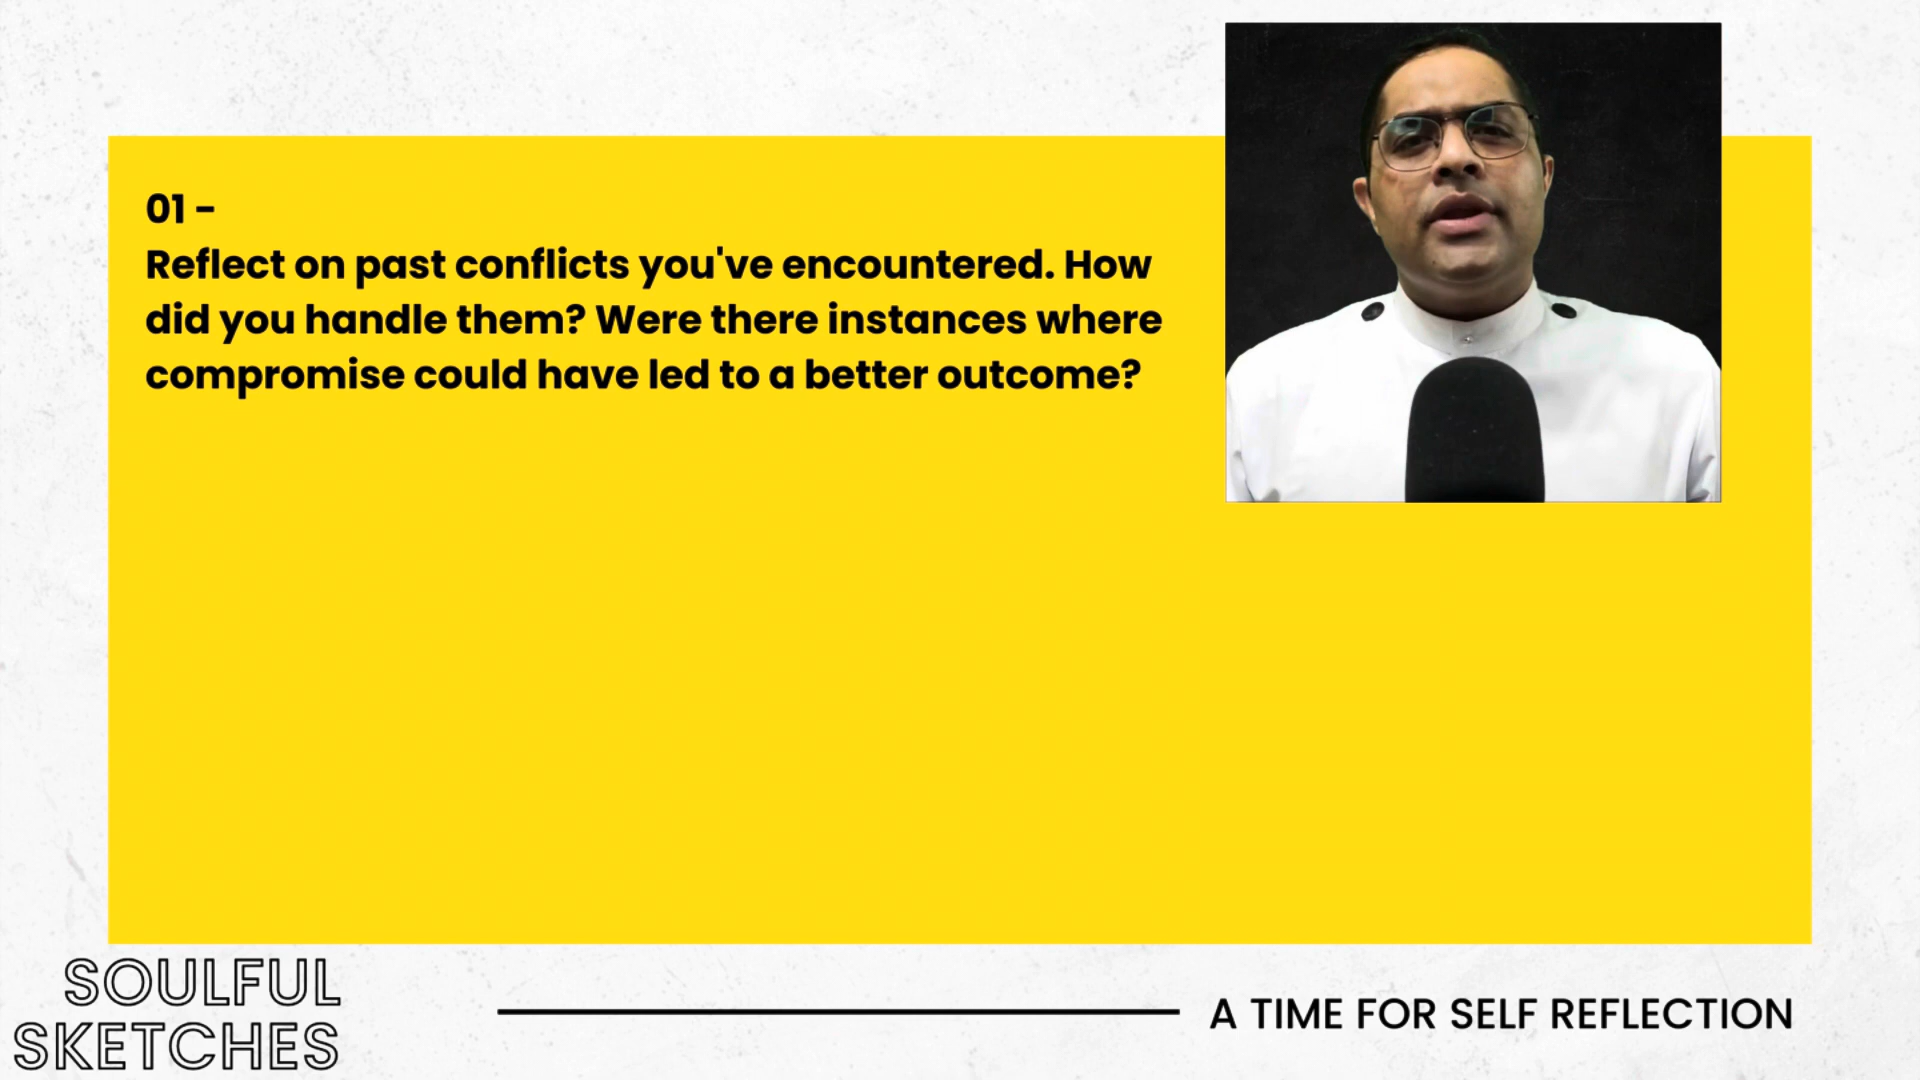 01 -
Reflect on past conflicts you've encountered. How
did you handle them? Were there instances where
compromise could have led to a better outcome?
SOULFUL
SKETCHES
A TIME FOR SELF REFLECTION